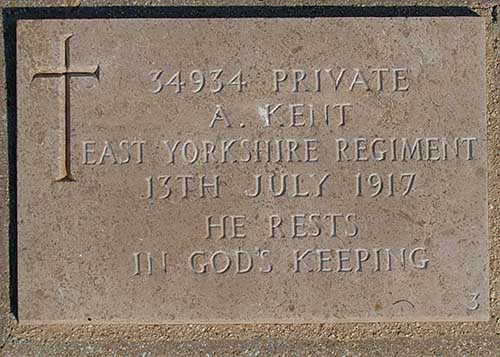 34934 PRIVATE
A. KENT
EAST YORKSHIRE REGIMENT
13TH JULY 1917
HE RESTS
IN GOD'S KEEPING
3